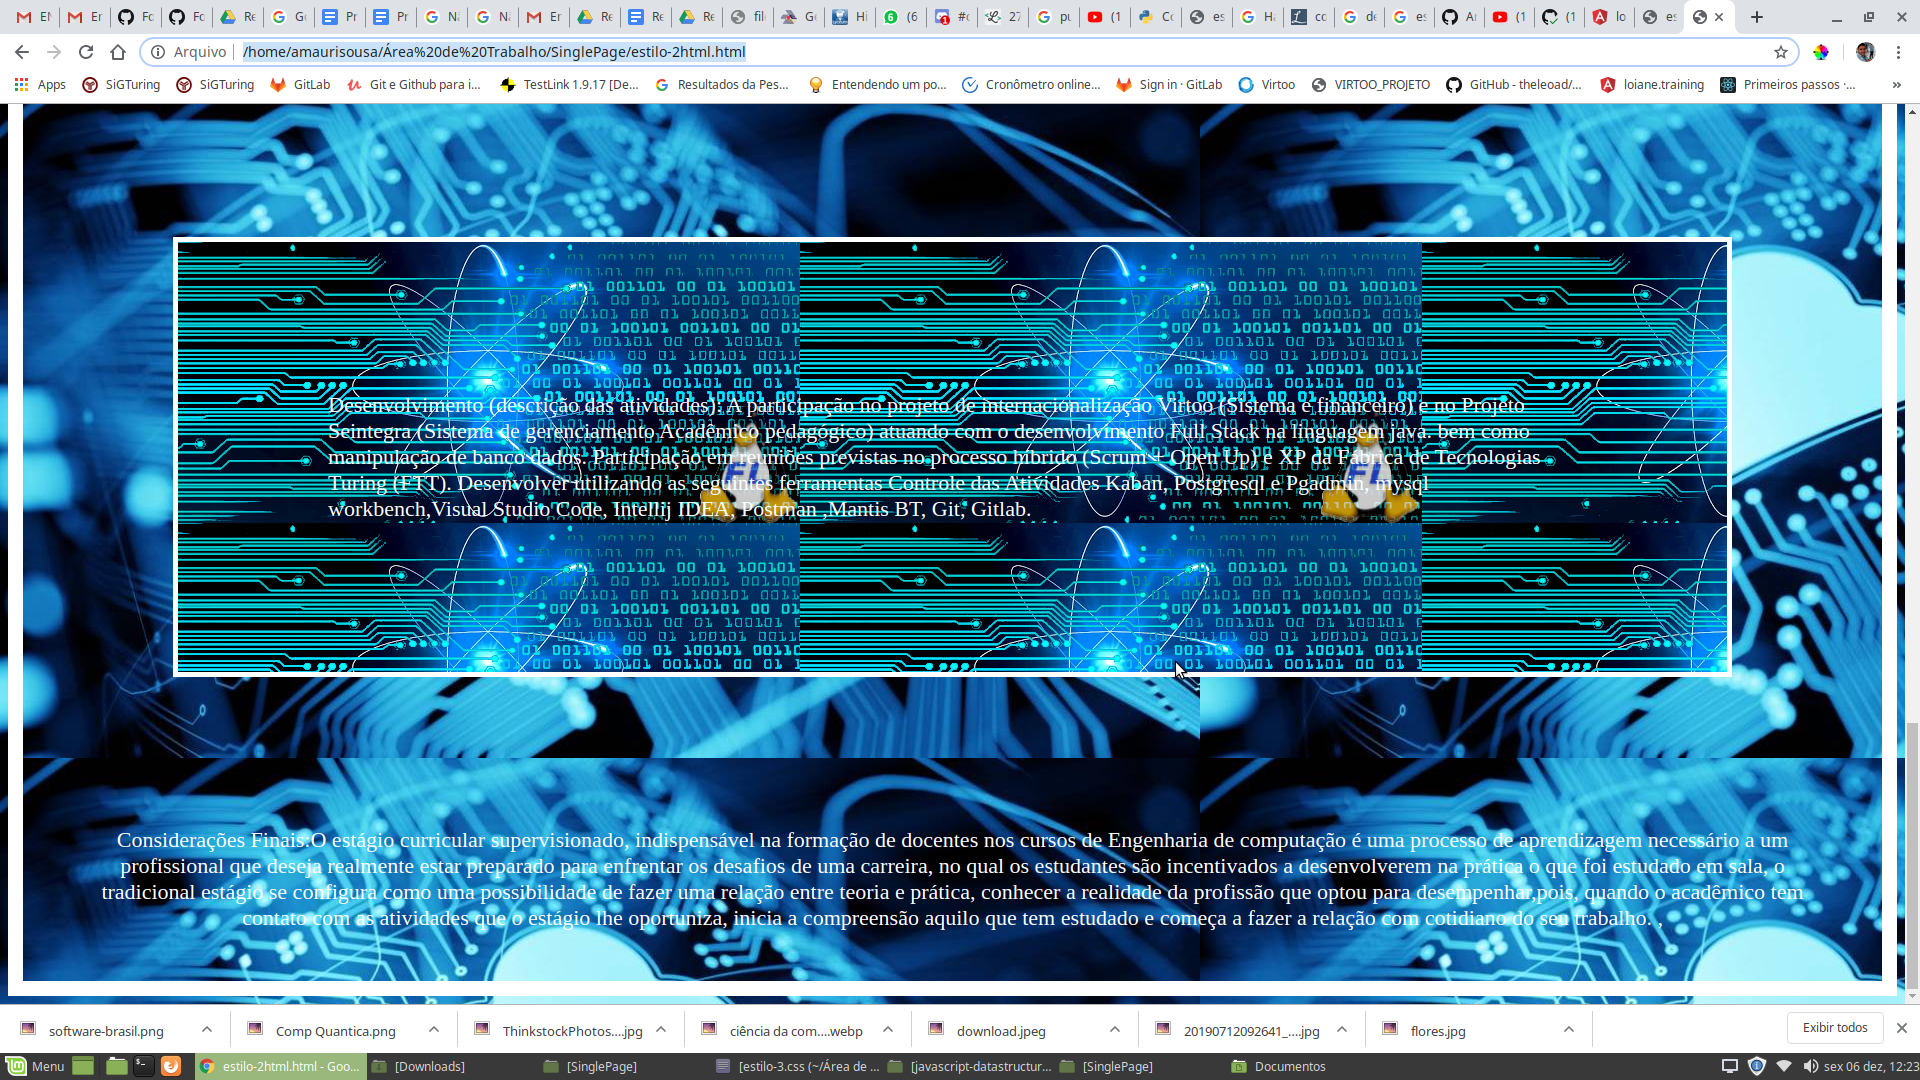 Arquivo
/home/amaurisousa/Área%20de%20Trabalho/SinglePage/estilo-2html.html
Apps
SiGTuring
SiGTuring
GitLab
Git e Github para i...
TestLink 1.9.17 [De...
Resultados da Pes...
Entendendo um po...
Cronômetro online...
Sign in · GitLab
Virtoo
VIRTOO_PROJETO
GitHub - theleoad/...
loiane.training
Primeiros passos ·...
Desenvolvimento (descrição das atividades): A participação no projeto de internacionalização Virtoo (Sistema e financeiro) e no Projeto
Seintegra (Sistema de gerenciamento Acadêmico pedagógico) atuando com o desenvolvimento Full Stack na linguagem java. bem como
manipulação de banco dados. Participação em reuniões previstas no processo híbrido (Scrum + Open Up), e XP da Fábrica de Tecnologias
Turing (FTT). Desenvolver utilizando as seguintes ferramentas Controle das Atividades Kaban, Postgresql e Pgadmin, mysql
workbench,Visual Studio Code, Intellij IDEA, Postman ,Mantis BT, Git, Gitlab.
Considerações Finais:O estágio curricular supervisionado, indispensável na formação de docentes nos cursos de Engenharia de computação é uma processo de aprendizagem necessário a um
profissional que deseja realmente estar preparado para enfrentar os desafios de uma carreira, no qual os estudantes são incentivados a desenvolverem na prática o que foi estudado em sala, o
tradicional estágio se configura como uma possibilidade de fazer uma relação entre teoria e prática, conhecer a realidade da profissão que optou para desempenhar,pois, quando o acadêmico tem
contato com as atividades que o estágio lhe oportuniza, inicia a compreensão aquilo que tem estudado e começa a fazer a relação com cotidiano do seu trabalho. ,
software-brasil.png
Comp Quantica.png
ThinkstockPhotos....jpg
ciência da com....webp
download.jpeg
20190712092641_....jpg
flores.jpg
Exibir todos
Menu
estilo-2html.html - Goo...
[Downloads]
[SinglePage]
[estilo-3.css (~/Área de ...
[javascript-datastructur...
[SinglePage]
Documentos
sex 06 dez, 12:23